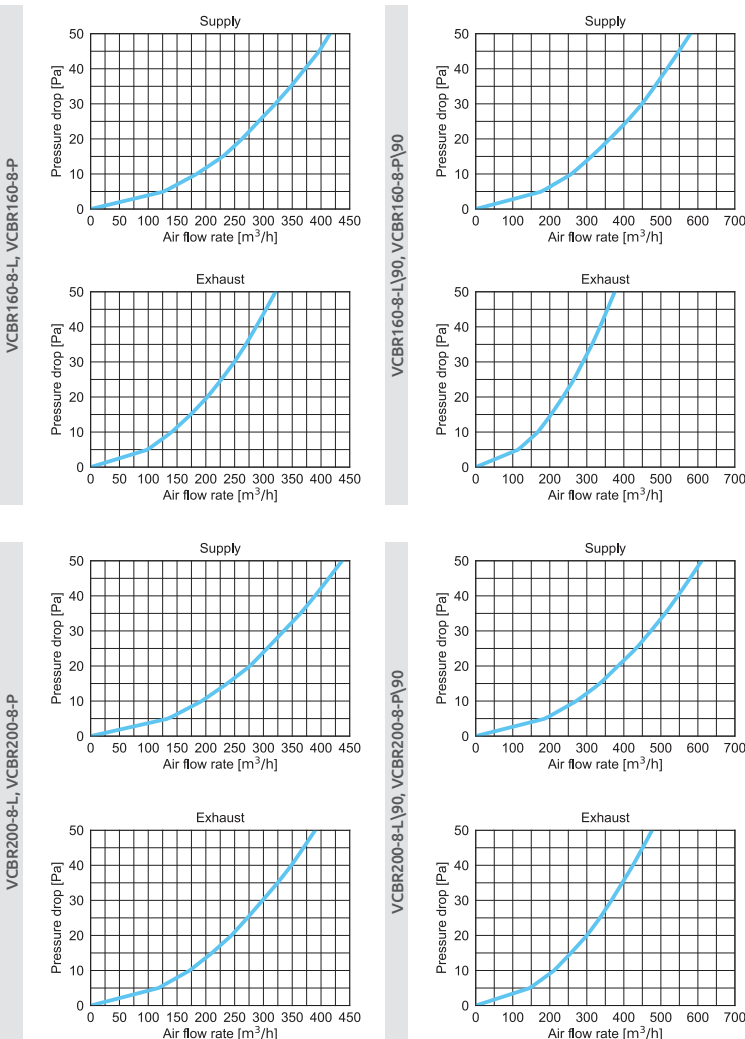 VCBR160-8-L, VCBR160-8-P
Supply
Pressure drop [Pa]
50
40
30
20
10
0
0 50 100 150 200 250 300 350 400 450
Air flow rate [m³/h]
Exhaust
Pressure drop [Pa]
50
40
30
20
10
0
0 50 100 150 200 250 300 350 400 450
Air flow rate [m³/h]
VCBR160-8-L\90, VCBR160-8-P\90
Supply
Pressure drop [Pa]
50
40
30
20
10
0
0 100 200 300 400 500 600 700
Air flow rate [m³/h]
Exhaust
Pressure drop [Pa]
50
40
30
20
10
0
0 100 200 300 400 500 600 700
Air flow rate [m³/h]
VCBR200-8-L, VCBR200-8-P
Supply
Pressure drop [Pa]
50
40
30
20
10
0
0 50 100 150 200 250 300 350 400 450
Air flow rate [m³/h]
Exhaust
Pressure drop [Pa]
50
40
30
20
10
0
0 50 100 150 200 250 300 350 400 450
Air flow rate [m³/h]
VCBR200-8-L\90, VCBR200-8-P\90
Supply
Pressure drop [Pa]
50
40
30
20
10
0
0 100 200 300 400 500 600 700
Air flow rate [m³/h]
Exhaust
Pressure drop [Pa]
50
40
30
20
10
0
0 100 200 300 400 500 600 700
Air flow rate [m³/h]